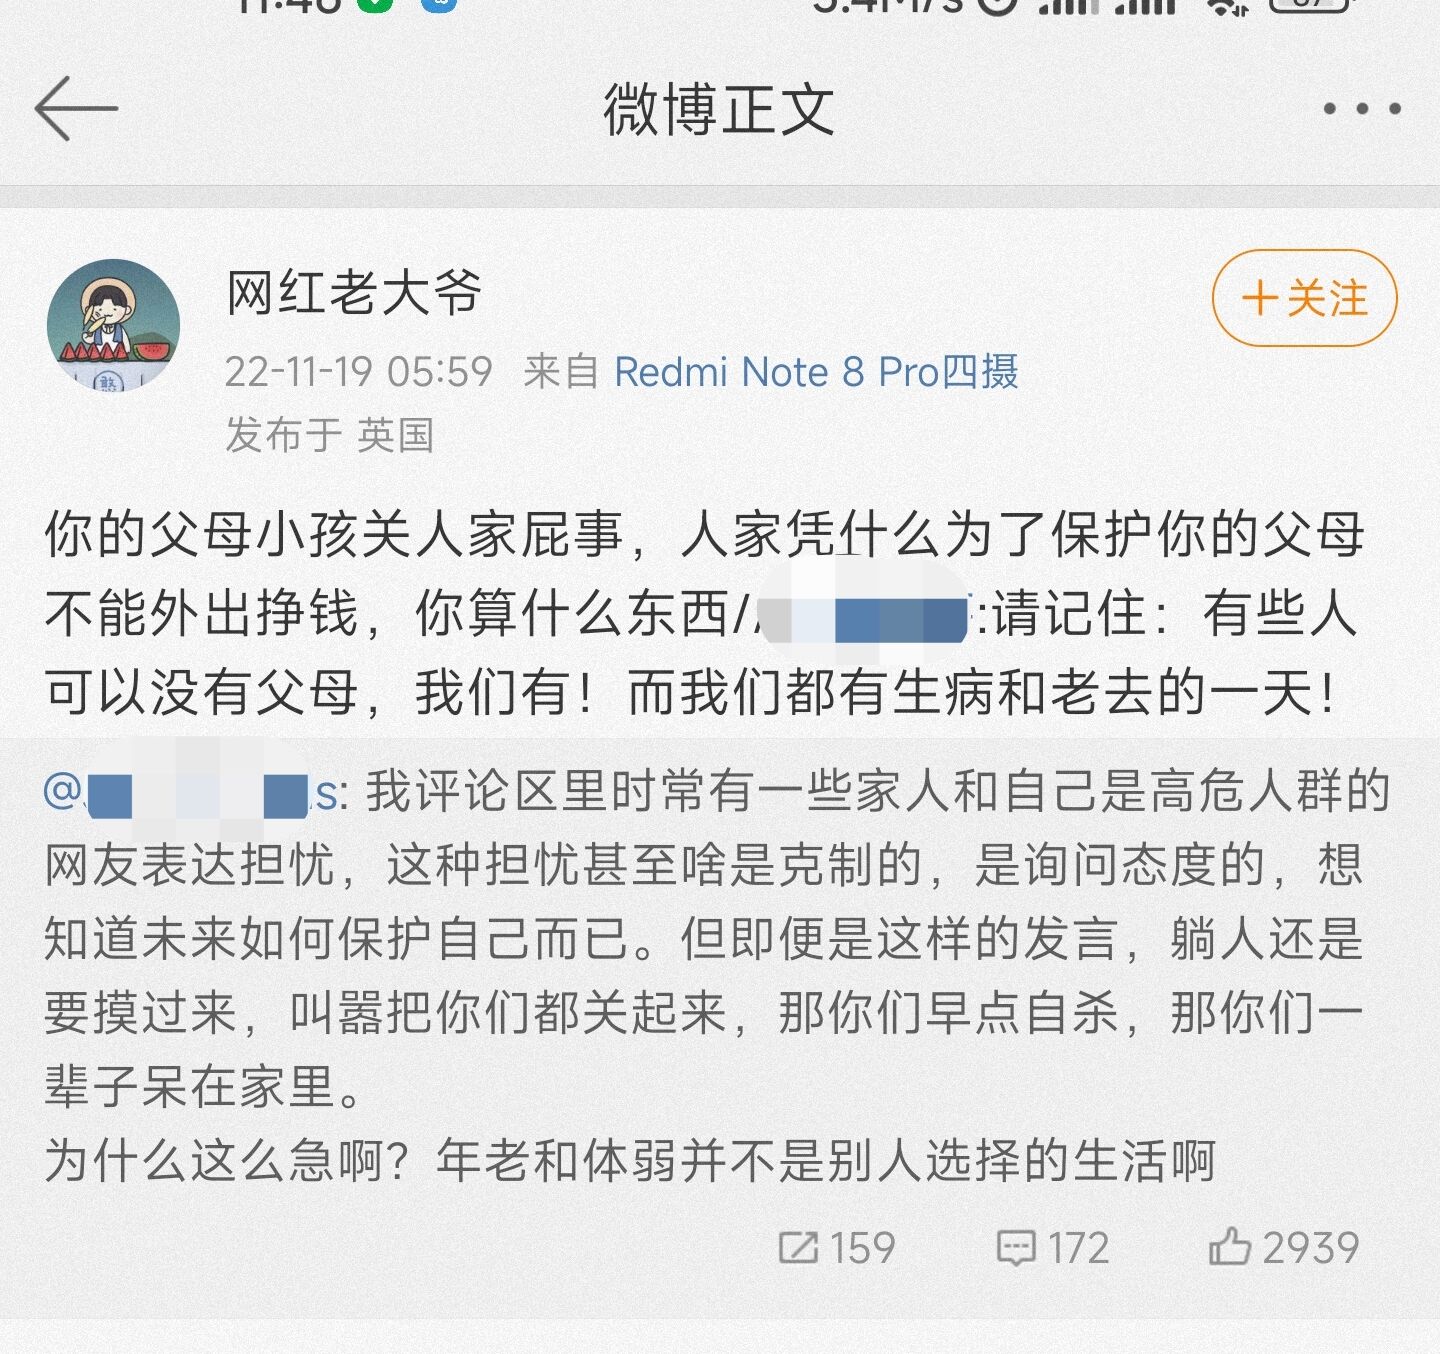 微博正文
网红老大爷
+关注
22-11-19 05:59 来自 Redmi Note 8 Pro四摄
发布于 英国
你的父母小孩关人家屁事，人家凭什么为了保护你的父母
不能外出挣钱，你算什么东西//:请记住：有些人
可以没有父母，我们有！而我们都有生病和老去的一天！
@s: 我评论区里时常有一些家人和自己是高危人群的
网友表达担忧，这种担忧甚至啥是克制的，是询问态度的，想
知道未来如何保护自己而已。但即便是这样的发言，躺人还是
要摸过来，叫嚣把你们都关起来，那你们早点自杀，那你们一
辈子呆在家里。
为什么这么急啊？年老和体弱并不是别人选择的生活啊
159 172 2939